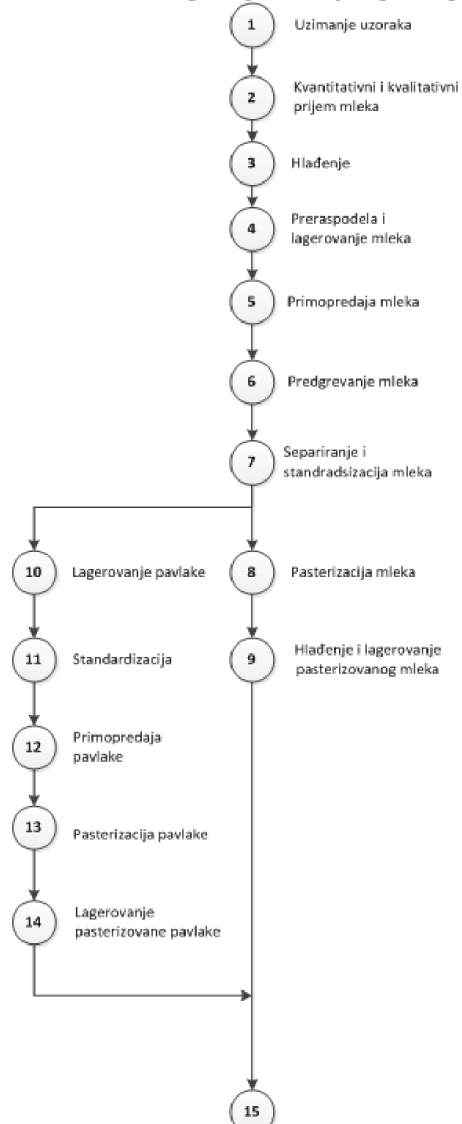 1 Uzimanje uzoraka
2 Kvantitativni i kvalitativni
prijem mleka
3 Hlađenje
4 Preraspodela i
lagerovanje mleka
5 Primopredaja mleka
6 Predgrevanje mleka
7 Separiranje i
standradsizacija mleka
10 Lagerovanje pavlake
8 Pasterizacija mleka
11 Standardizacija
9 Hlađenje i lagerovanje
pasterizovanog mleka
12 Primopredaja
pavlake
13 Pasterizacija pavlake
14 Lagerovanje
pasterizovane pavlake
15